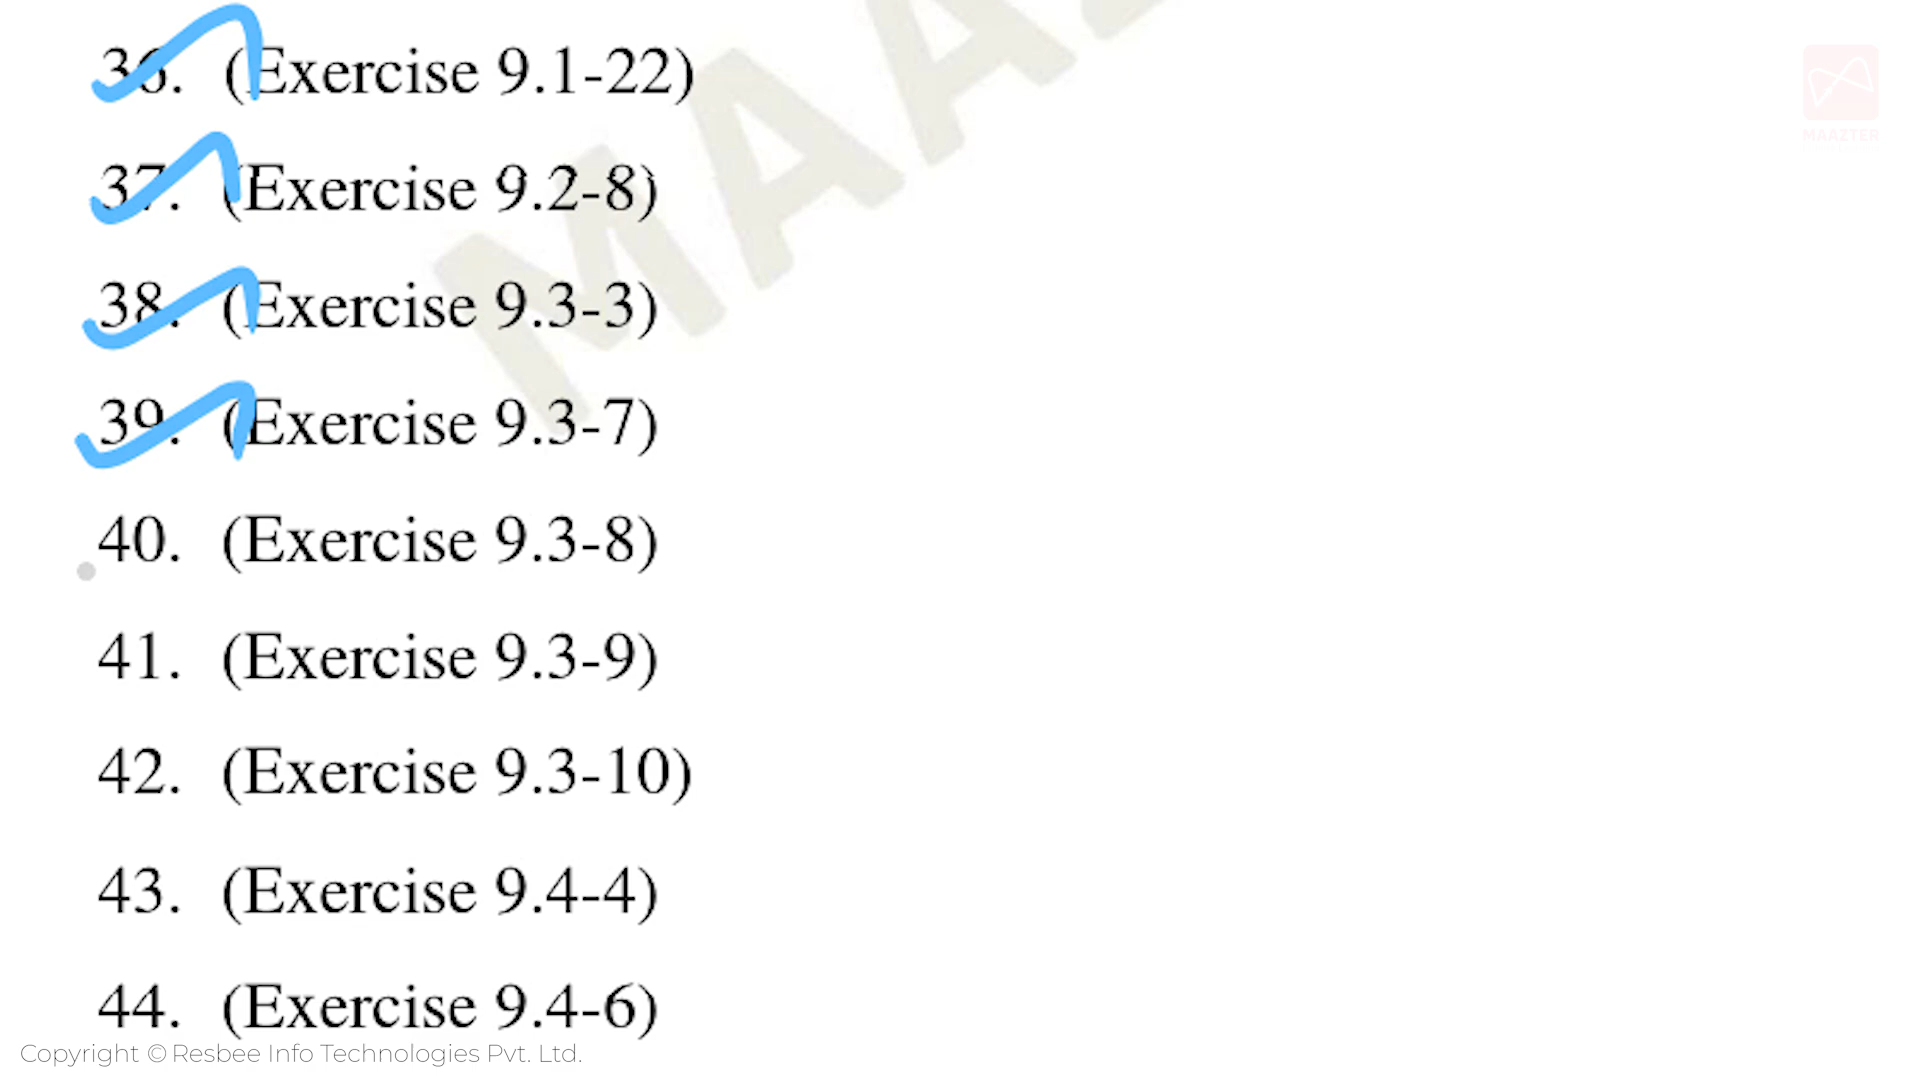 36. (Exercise 9.1-22)
MAAZTER
37. (Exercise 9.2-8)
38. (Exercise 9.3-3)
39. (Exercise 9.3-7)
40. (Exercise 9.3-8)
41. (Exercise 9.3-9)
42. (Exercise 9.3-10)
43. (Exercise 9.4-4)
44. (Exercise 9.4-6)
Copyright © Resbee Info Technologies Pvt. Ltd.